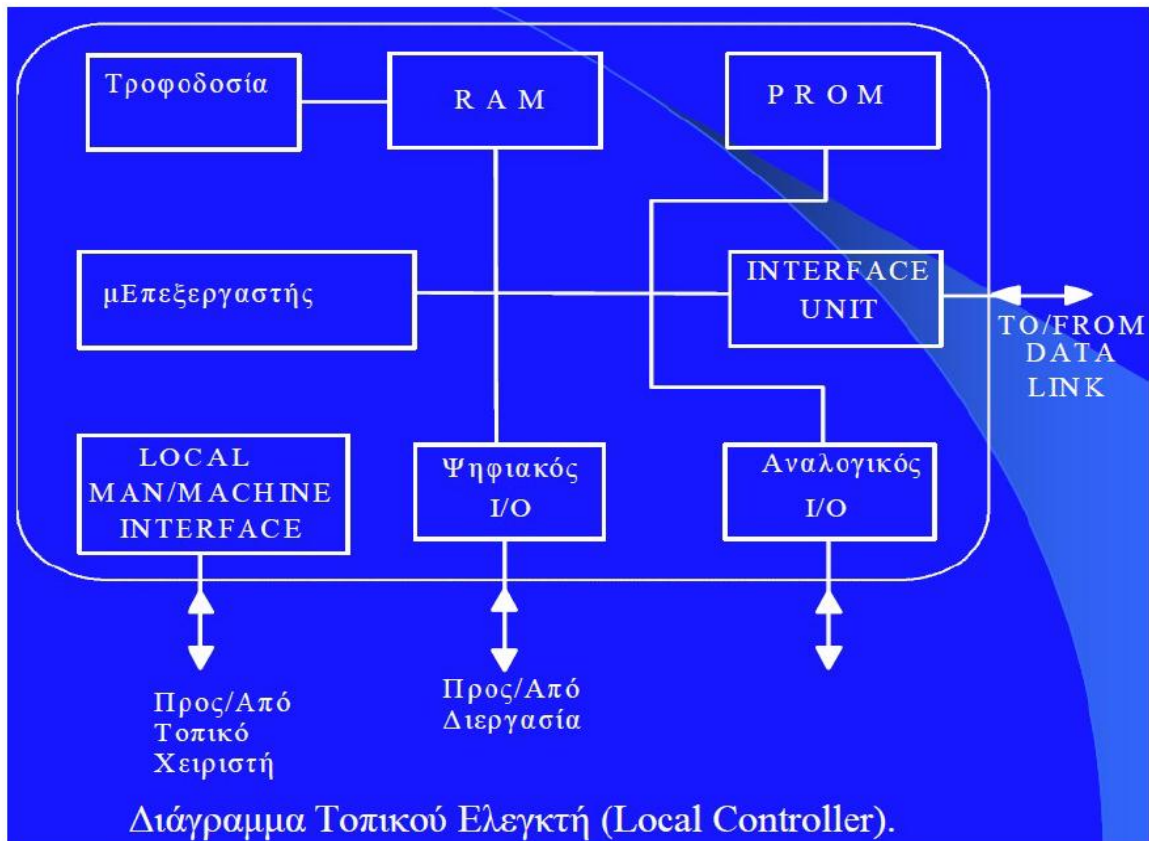 Τροφοδοσία
R A M
P R O M
μΕπεξεργαστής
INTERFACE
UNIT
TO/FROM
DATA
LINK
LOCAL
MAN/MACHINE
INTERFACE
Ψηφιακός
I/O
Αναλογικός
I/O
Προς/Από
Τοπικό
Χειριστή
Προς/Από
Διεργασία
Διάγραμμα Τοπικού Ελεγκτή (Local Controller).